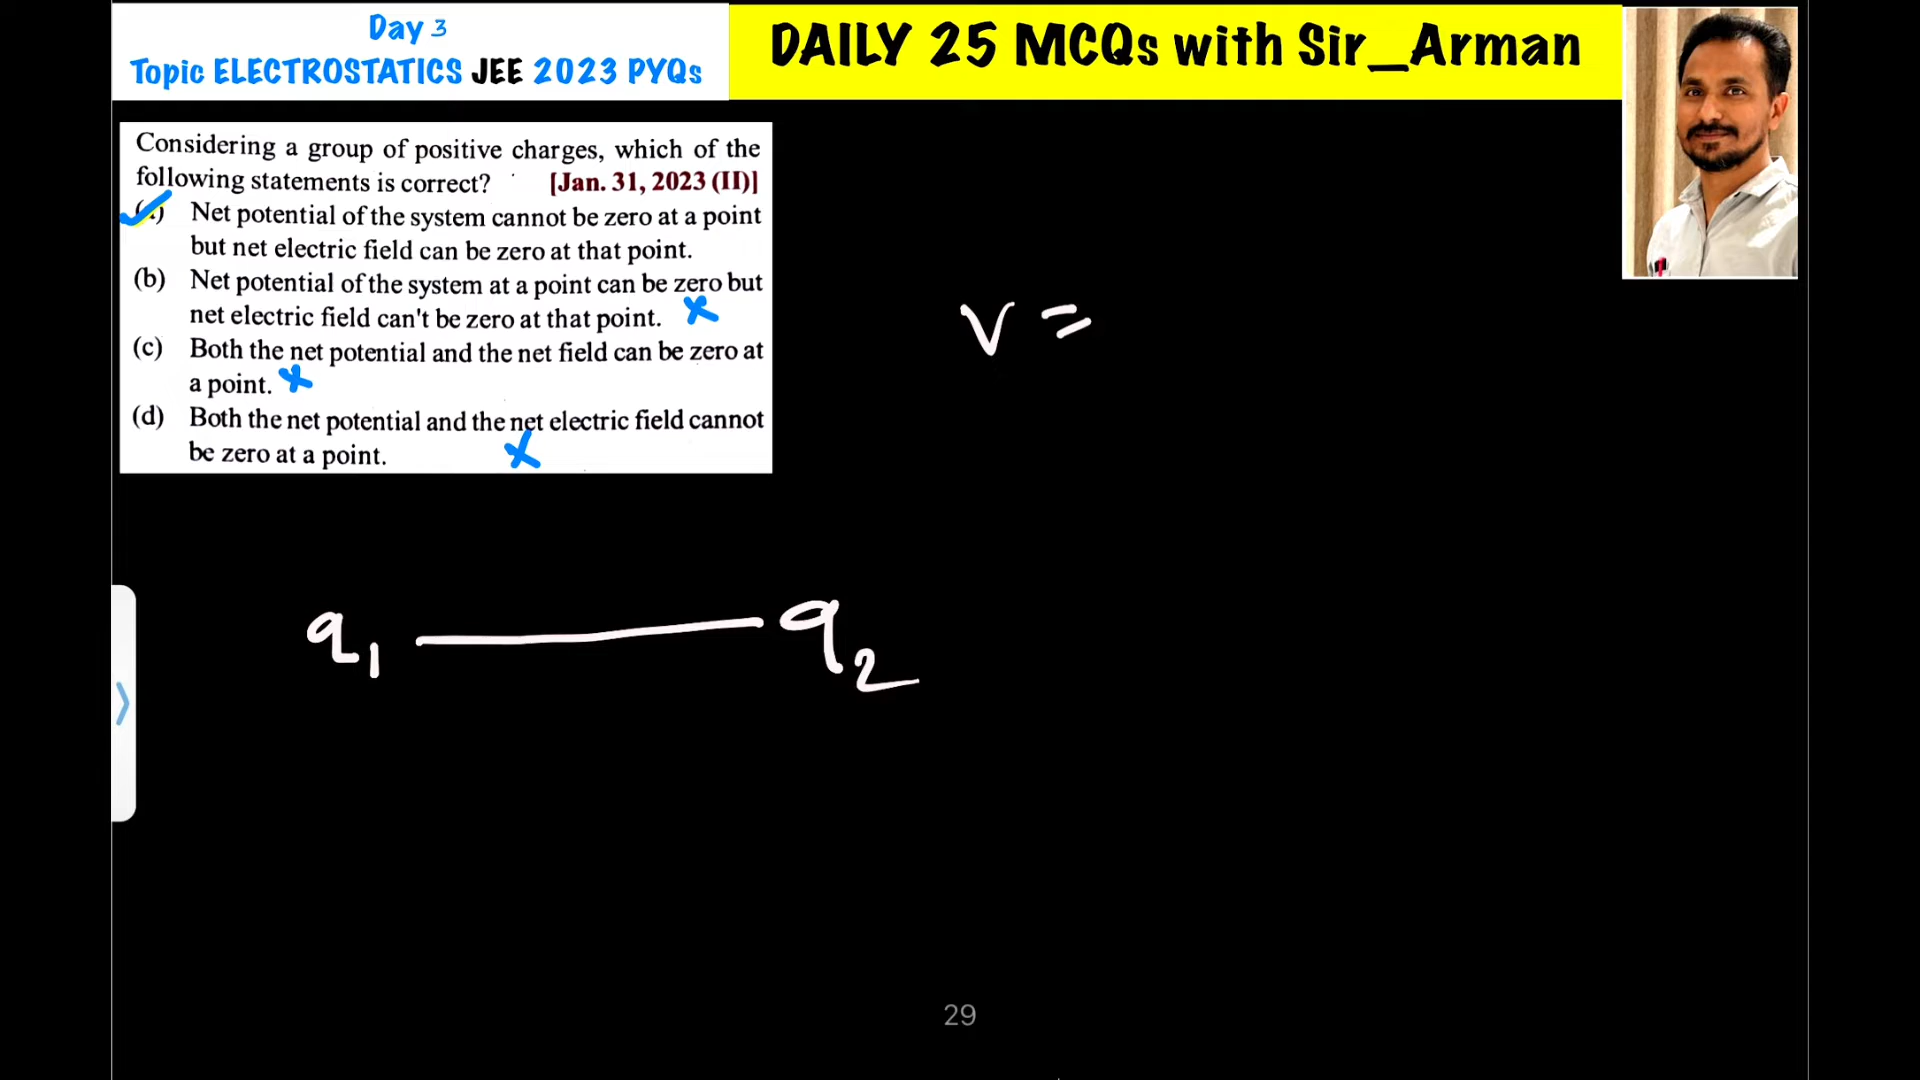 Day 3
Topic ELECTROSTATICS JEE 2023 PYQs
DAILY 25 MCQs with Sir_Arman
Considering a group of positive charges, which of the
following statements is correct? [Jan. 31, 2023 (II)]
Net potential of the system cannot be zero at a point
but net electric field can be zero at that point.
(b) Net potential of the system at a point can be zero but
net electric field can't be zero at that point.
(c) Both the net potential and the net field can be zero at
a point.
(d) Both the net potential and the net electric field cannot
be zero at a point.
V =
q1 q2
29